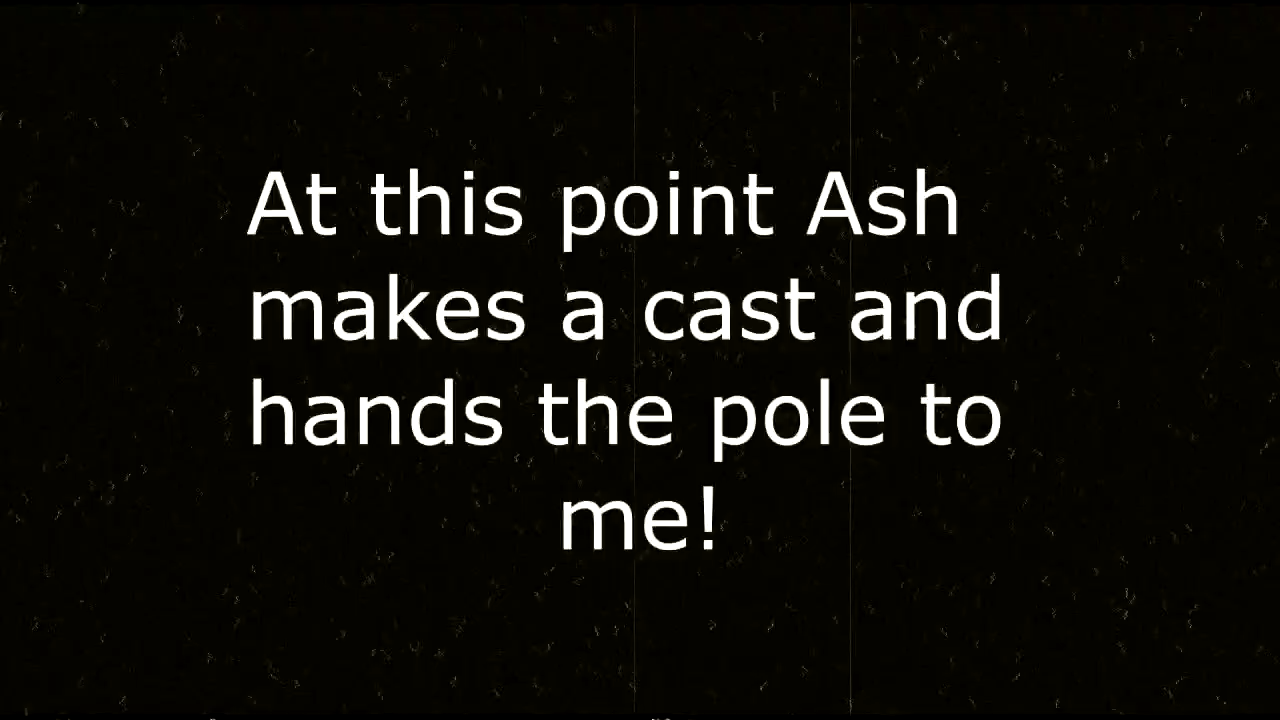 At this point Ash
makes a cast and
hands the pole to
me!